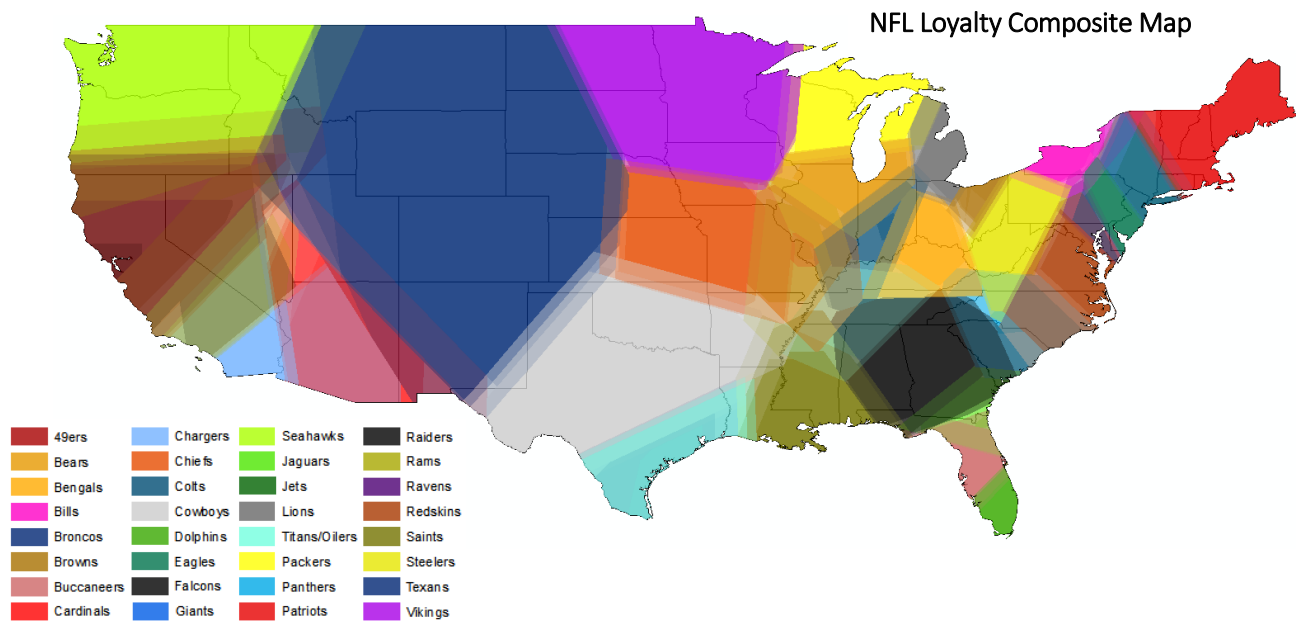 NFL Loyalty Composite Map
49ers Chargers Seahawks Raiders
Bears Chiefs Jaguars Rams
Bengals Colts Jets Ravens
Bills Cowboys Lions Redskins
Broncos Dolphins Titans/Oilers Saints
Browns Eagles Packers Steelers
Buccaneers Falcons Panthers Texans
Cardinals Giants Patriots Vikings